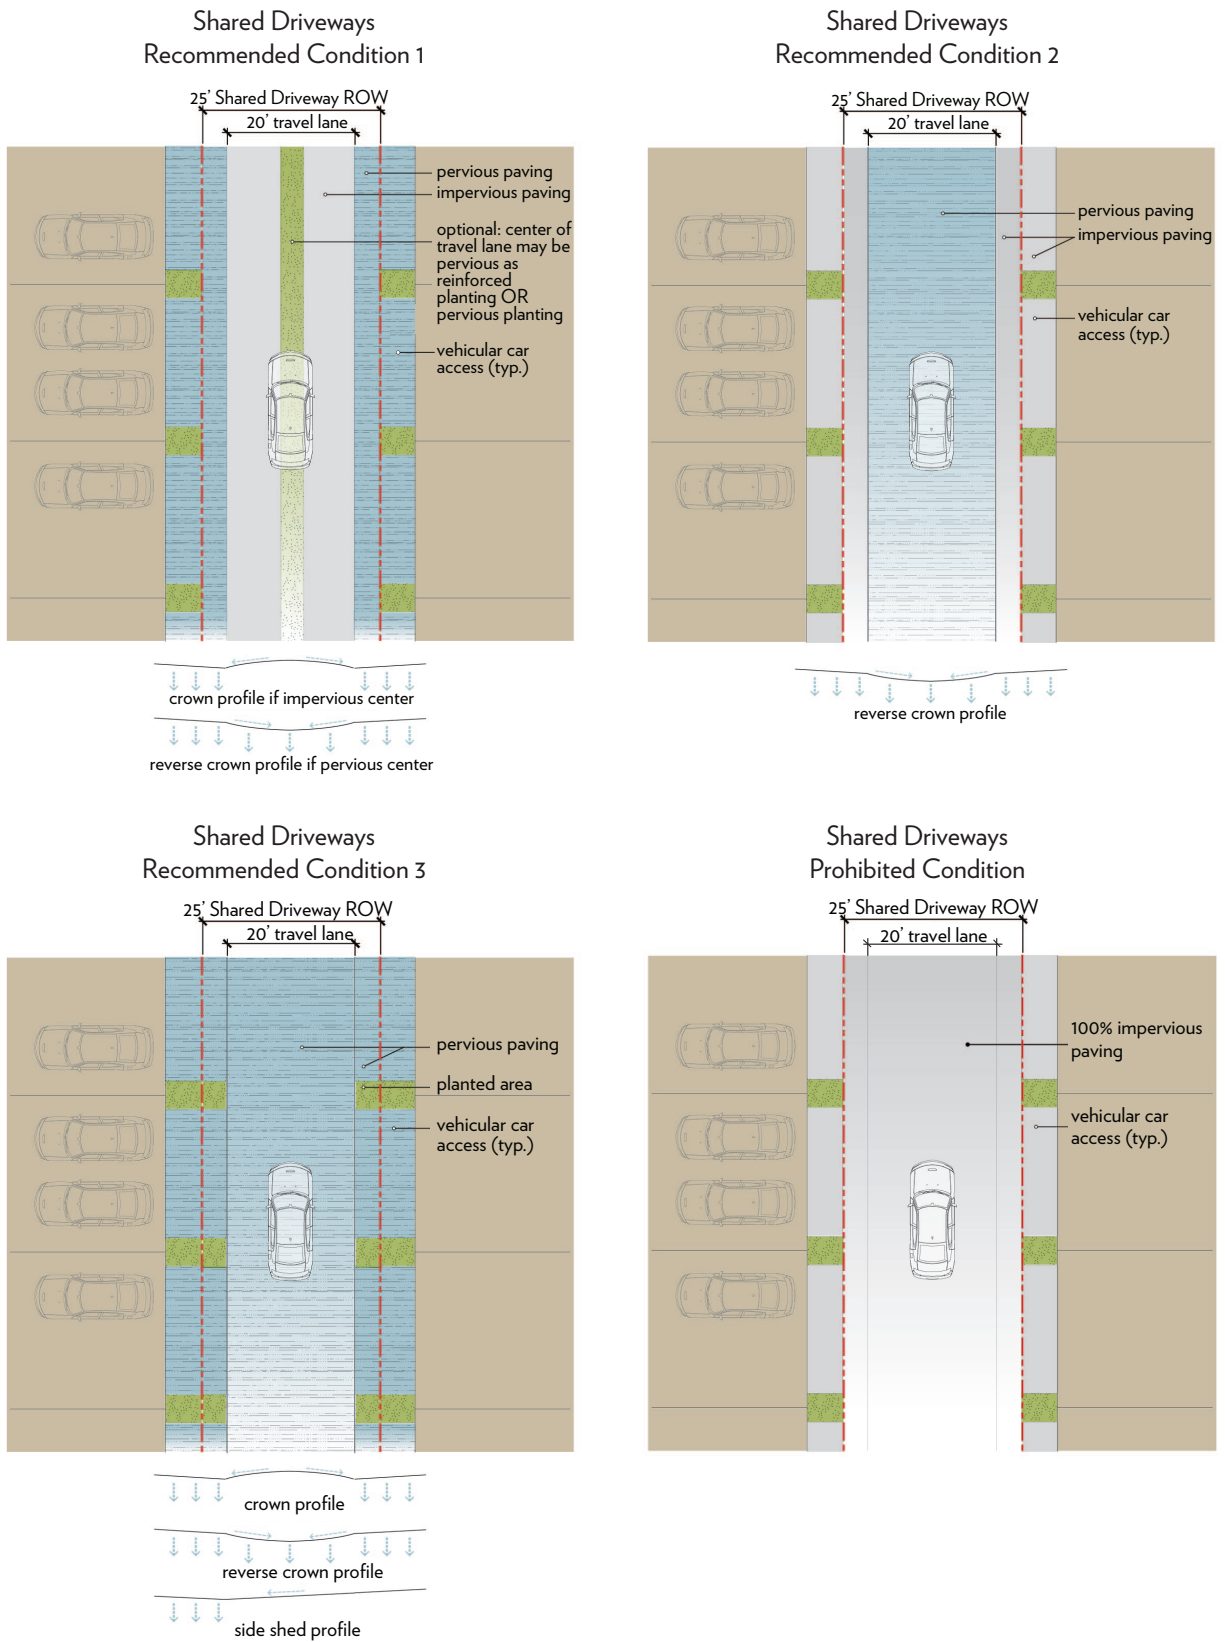 Shared Driveways
Recommended Condition 1
25' Shared Driveway ROW
20' travel lane
pervious paving
impervious paving
optional: center of
travel lane may be
pervious as
reinforced
planting OR
pervious planting
vehicular car
access (typ.)
crown profile if impervious center
reverse crown profile if pervious center
Shared Driveways
Recommended Condition 2
25' Shared Driveway ROW
20' travel lane
pervious paving
impervious paving
vehicular car
access (typ.)
reverse crown profile
Shared Driveways
Recommended Condition 3
25' Shared Driveway ROW
20' travel lane
pervious paving
planted area
vehicular car
access (typ.)
crown profile
reverse crown profile
side shed profile
Shared Driveways
Prohibited Condition
25' Shared Driveway ROW
20' travel lane
100% impervious
paving
vehicular car
access (typ.)